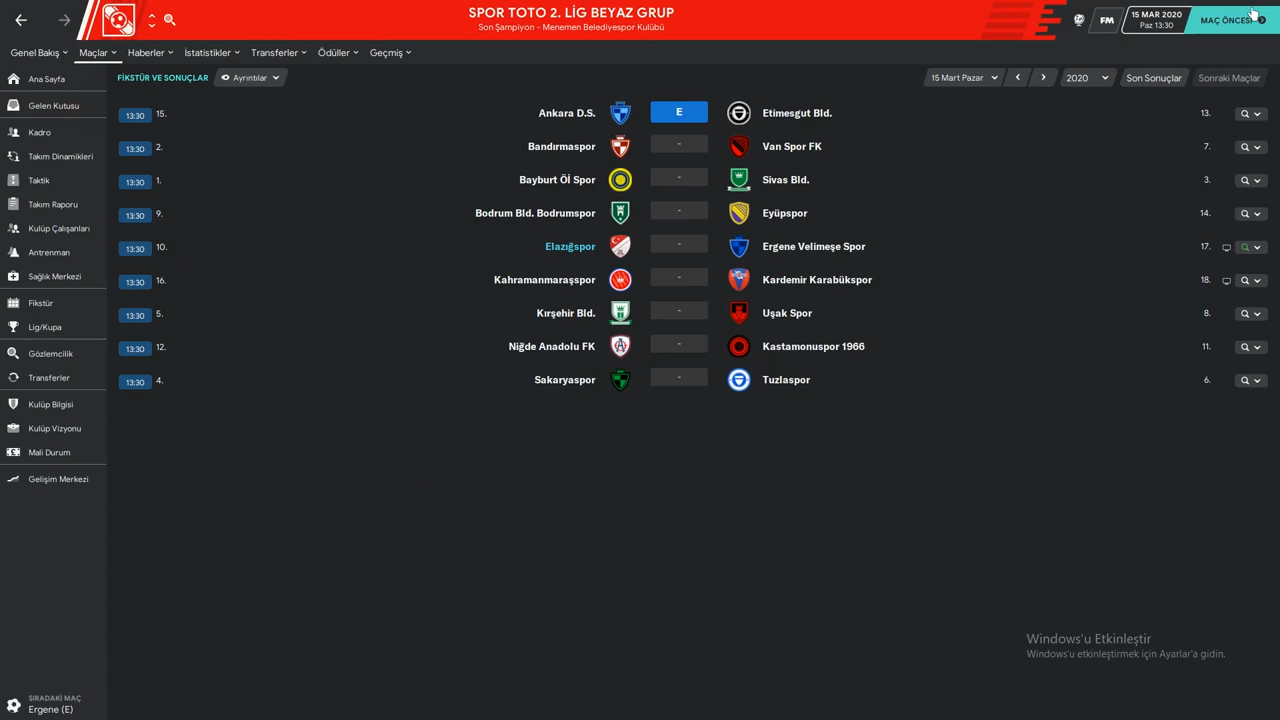 SPOR TOTO 2. LİG BEYAZ GRUP
Son Şampiyon - Menemen Belediyespor Kulübü
FM
15 MAR 2020
Paz 13:30
MAÇ ÖNCESİ
Genel Bakış
Maçlar
Haberler
İstatistikler
Transferler
Ödüller
Geçmiş
FİKSTÜR VE SONUÇLAR
Ayrıntılar
15 Mart Pazar
2020
Son Sonuçlar
Sonraki Maçlar
13:30 15. Ankara D.S. E Etimesgut Bld. 13.
13:30 2. Bandırmaspor - Van Spor FK 7.
13:30 1. Bayburt Öİ Spor - Sivas Bld. 3.
13:30 9. Bodrum Bld. Bodrumspor - Eyüpspor 14.
13:30 10. Elazığspor - Ergene Velimeşe Spor 17.
13:30 16. Kahramanmaraşspor - Kardemir Karabükspor 18.
13:30 5. Kırşehir Bld. - Uşak Spor 8.
13:30 12. Niğde Anadolu FK - Kastamonuspor 1966 11.
13:30 4. Sakaryaspor - Tuzlaspor 6.
Ana Sayfa
Gelen Kutusu
Kadro
Takım Dinamikleri
Taktik
Takım Raporu
Kulüp Çalışanları
Antrenman
Sağlık Merkezi
Fikstür
Lig/Kupa
Gözlemcilik
Transferler
Kulüp Bilgisi
Kulüp Vizyonu
Mali Durum
Gelişim Merkezi
SIRADAKİ MAÇ
Ergene (E)
Windows'u Etkinleştir
Windows'u etkinleştirmek için Ayarlar'a gidin.